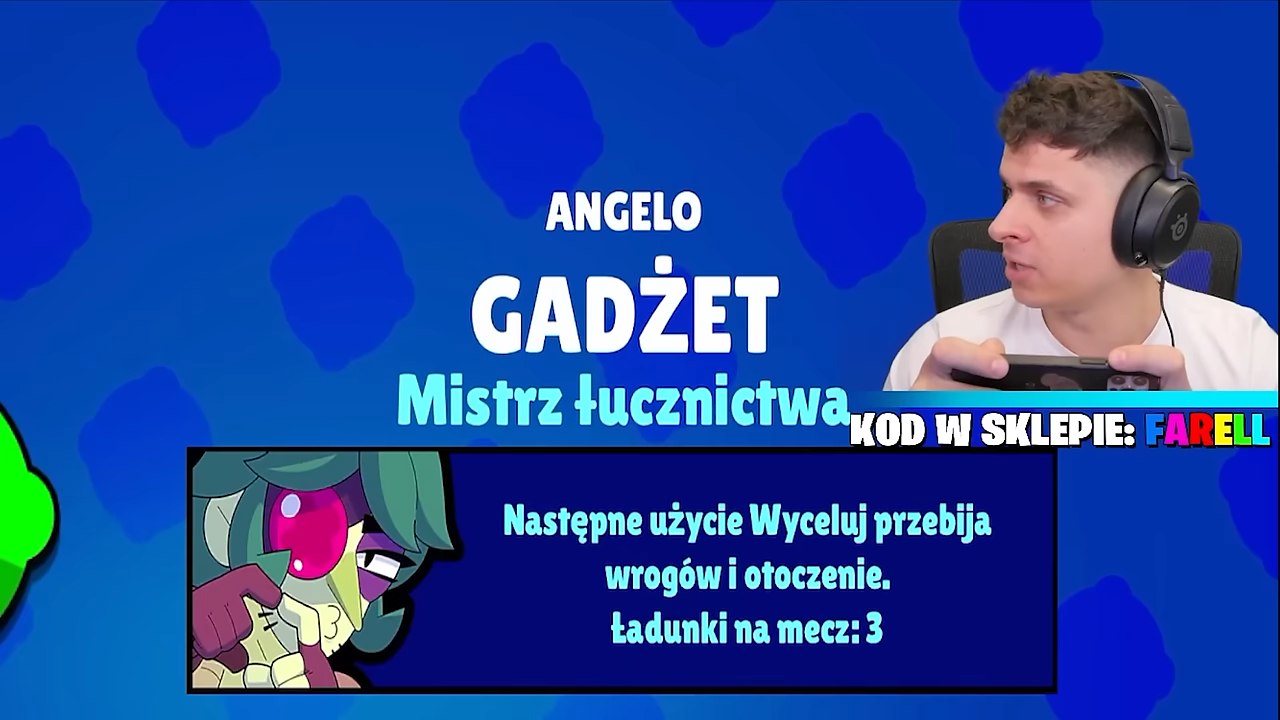 ANGELO
GADŻET
Mistrz łucznictwa
KOD W SKLEPIE: FARELL
Następne użycie Wyceluj przebija
wrogów i otoczenie.
Ładunki na mecz: 3